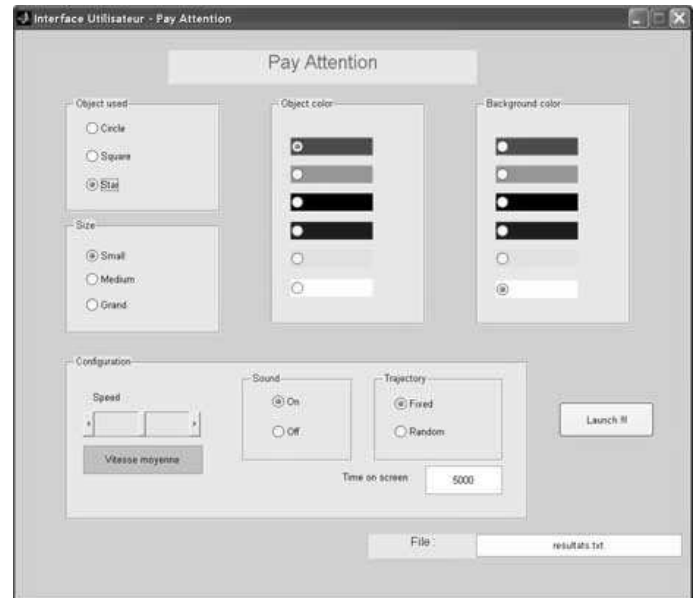 Interface Utilisateur - Pay Attention
Pay Attention
Object used
Circle
Square
Star
Object color
Background color
Size
Small
Medium
Grand
Configuration
Speed
Vitesse moyenne
Sound
On
Off
Trajectory
Fixed
Random
Time on screen
5000
Launch !!!
File :
resultats.txt